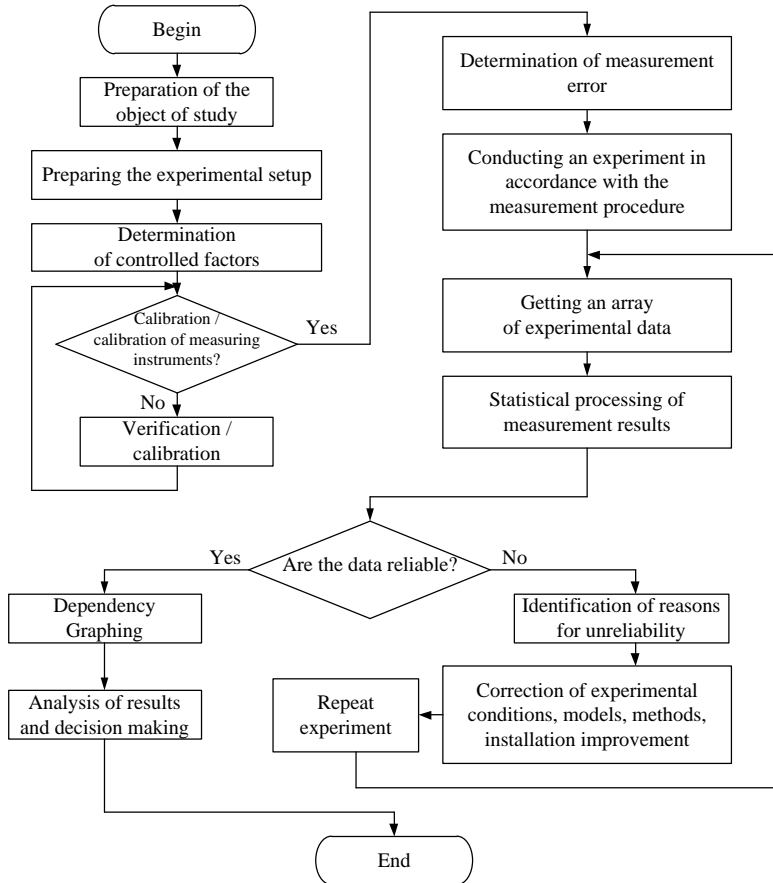 Begin
Preparation of the
object of study
Preparing the experimental setup
Determination
of controlled factors
Calibration /
calibration of measuring
instruments?
Yes
No
Verification /
calibration
Determination of measurement
error
Conducting an experiment in
accordance with the
measurement procedure
Getting an array
of experimental data
Statistical processing of
measurement results
Are the data reliable?
Yes
No
Dependency
Graphing
Analysis of results
and decision making
Identification of reasons
for unreliability
Correction of experimental
conditions, models, methods,
installation improvement
Repeat
experiment
End